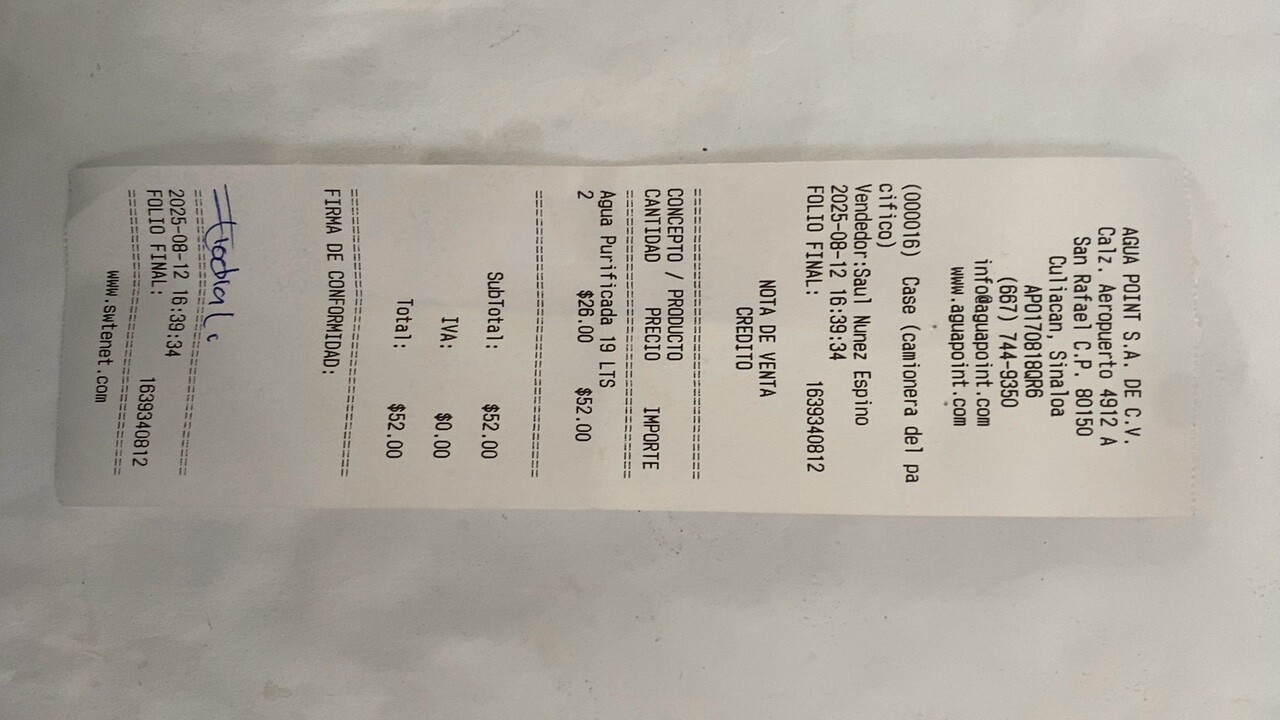 AGUA POINT S.A. DE C.V.
Calz. Aeropuerto 4912 A
San Rafael C.P. 80150
Culiacan, Sinaloa
APO170818QR6
(667) 744-9350
info@aguapoint.com
www.aguapoint.com
(000016) Case (camionera del pa
cifico)
Vendedor:Saul Nunez Espino
2025-08-12 16:39:34
FOLIO FINAL: 1639340812
NOTA DE VENTA
CREDITO
================================
CONCEPTO / PRODUCTO
CANTIDAD PRECIO IMPORTE
================================
Agua Purificada 19 LTS
2 $26.00 $52.00
================================
SubTotal: $52.00
IVA: $0.00
Total: $52.00
================================
FIRMA DE CONFORMIDAD:
================================
2025-08-12 16:39:34
FOLIO FINAL: 1639340812
================================
www.swtenet.com